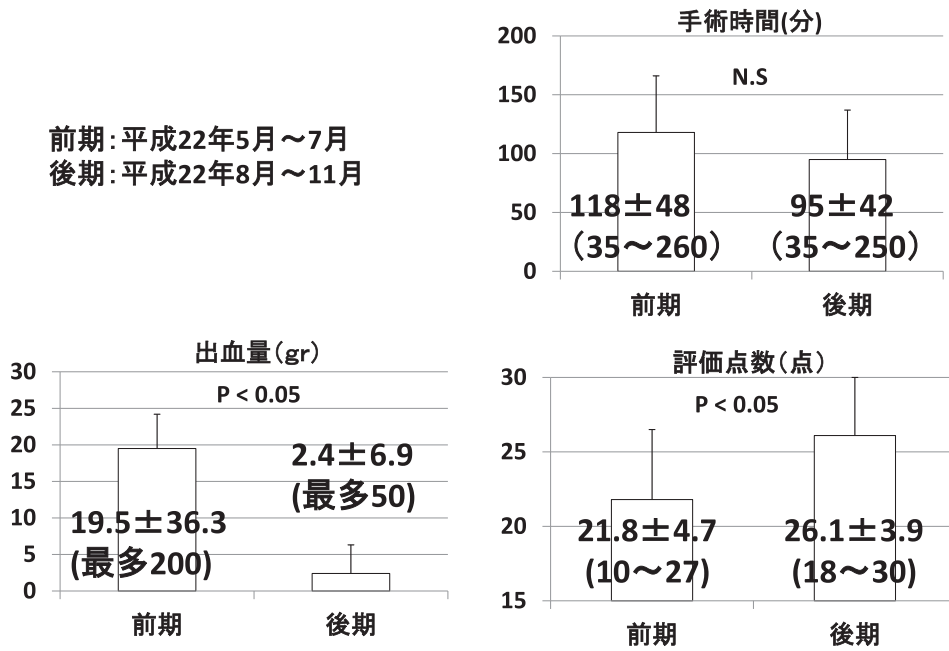 前期：平成22年5月～7月
後期：平成22年8月～11月
手術時間(分)
N.S
200
150
100
50
0
118±48
（35～260）
95±42
（35～250）
前期
後期
出血量（gr）
P < 0.05
30
25
20
15
10
5
0
19.5±36.3
(最多200)
2.4±6.9
(最多50)
前期
後期
評価点数（点）
P < 0.05
30
25
20
15
21.8±4.7
(10～27)
26.1±3.9
(18～30)
前期
後期